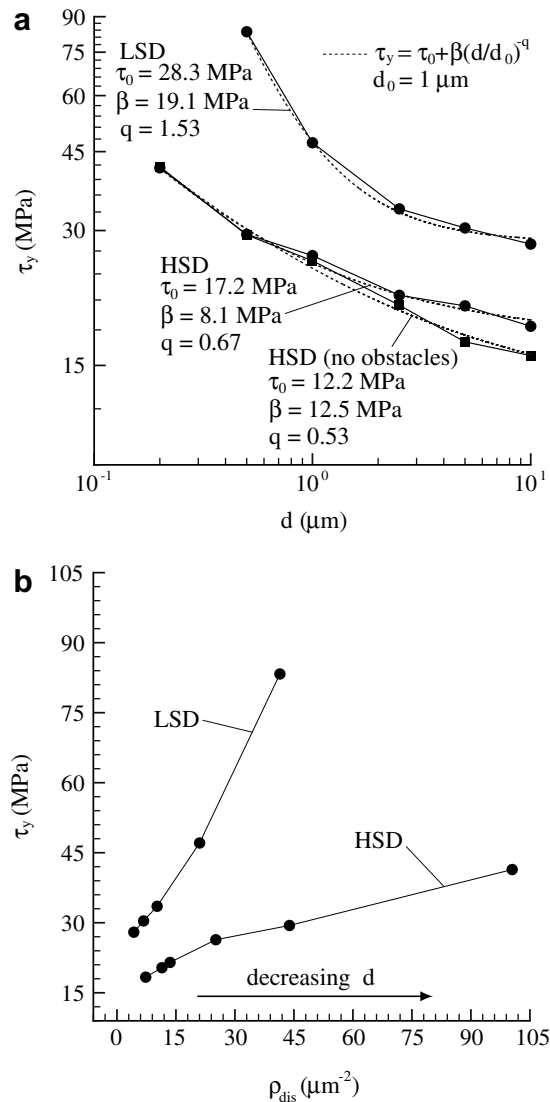 a
90
75
60
45
30
15
τy (MPa)
LSD
τ0 = 28.3 MPa
β = 19.1 MPa
q = 1.53
τy = τ0+β(d/d0)-q
d0 = 1 μm
HSD
τ0 = 17.2 MPa
β = 8.1 MPa
q = 0.67
HSD (no obstacles)
τ0 = 12.2 MPa
β = 12.5 MPa
q = 0.53
10-1 100 101
d (μm)
b
105
90
75
60
45
30
15
τy (MPa)
LSD
HSD
decreasing d
0 15 30 45 60 75 90 105
ρdis (μm-2)